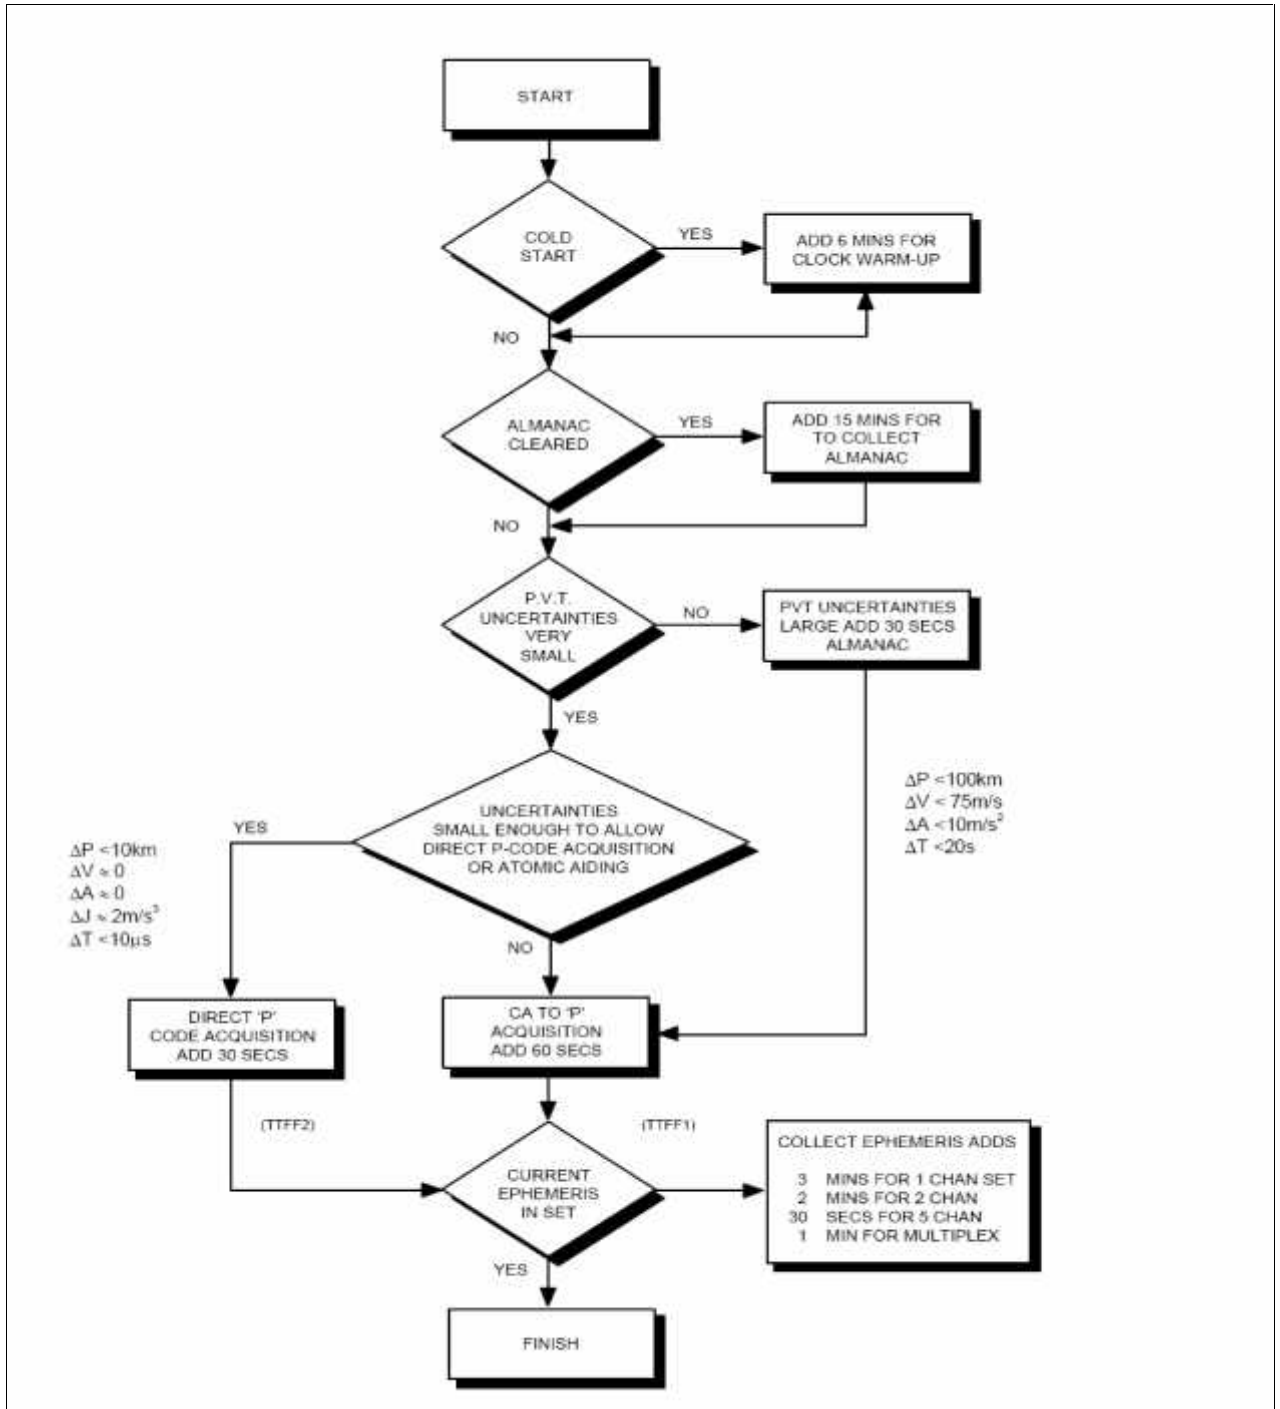 START
COLD
START
YES
ADD 6 MINS FOR
CLOCK WARM-UP
NO
ALMANAC
CLEARED
YES
ADD 15 MINS FOR
TO COLLECT
ALMANAC
NO
P.V.T.
UNCERTAINTIES
VERY
SMALL
NO
PVT UNCERTAINTIES
LARGE ADD 30 SECS
ALMANAC
YES
ΔP <100km
ΔV < 75m/s
ΔA <10m/s²
ΔT <20s
UNCERTAINTIES
SMALL ENOUGH TO ALLOW
DIRECT P-CODE ACQUISITION
OR ATOMIC AIDING
YES
ΔP <10km
ΔV ≈ 0
ΔA ≈ 0
ΔJ ≈ 2m/s³
ΔT <10µs
NO
DIRECT 'P'
CODE ACQUISITION
ADD 30 SECS
CA TO 'P'
ACQUISITION
ADD 60 SECS
(TTFF2)
(TTFF1)
CURRENT
EPHEMERIS
IN SET
COLLECT EPHEMERIS ADDS
3 MINS FOR 1 CHAN SET
2 MINS FOR 2 CHAN
30 SECS FOR 5 CHAN
1 MIN FOR MULTIPLEX
YES
FINISH